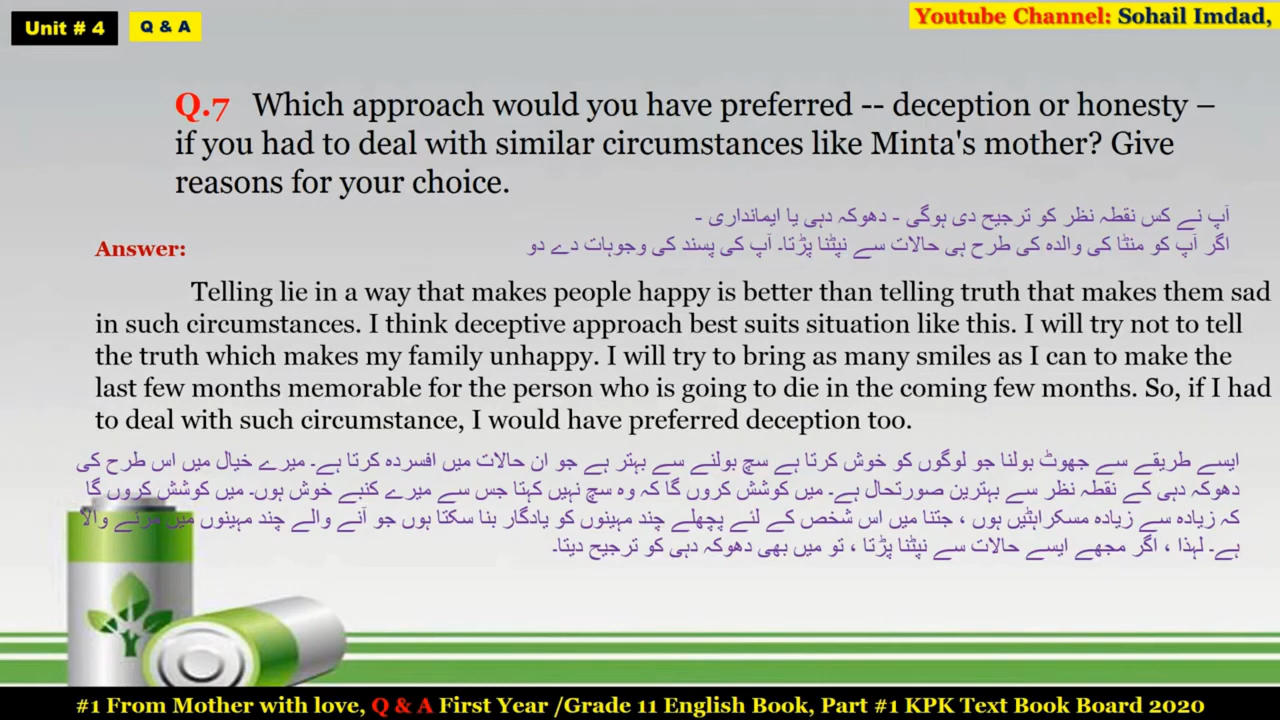 Unit # 4
Q & A
Youtube Channel: Sohail Imdad,
Q.7 Which approach would you have preferred -- deception or honesty –
if you had to deal with similar circumstances like Minta's mother? Give
reasons for your choice.
آپ نے کس نقطہ نظر کو ترجیح دی ہوگی - دھوکہ دہی یا ایمانداری -
اگر آپ کو منٹا کی والدہ کی طرح ہی حالات سے نپٹنا پڑتا۔ آپ کی پسند کی وجوہات دے دو
Answer:
Telling lie in a way that makes people happy is better than telling truth that makes them sad
in such circumstances. I think deceptive approach best suits situation like this. I will try not to tell
the truth which makes my family unhappy. I will try to bring as many smiles as I can to make the
last few months memorable for the person who is going to die in the coming few months. So, if I had
to deal with such circumstance, I would have preferred deception too.
ایسے طریقے سے جھوٹ بولنا جو لوگوں کو خوش کرتا ہے سچ بولنے سے بہتر ہے جو ان حالات میں افسردہ کرتا ہے۔ میرے خیال میں اس طرح کی
دھوکہ دہی کے نقطہ نظر سے بہترین صورتحال ہے۔ میں کوشش کروں گا کہ وہ سچ نہیں کہتا جس سے میرے کنبے خوش ہوں۔ میں کوشش کروں گا
کہ زیادہ سے زیادہ مسکراہٹیں ہوں ، جتنا میں اس شخص کے لئے پچھلے چند مہینوں کو یادگار بنا سکتا ہوں جو آنے والے چند مہینوں میں مرنے والا
ہے۔ لہذا ، اگر مجھے ایسے حالات سے نپٹنا پڑتا ، تو میں بھی دھوکہ دہی کو ترجیح دیتا۔
#1 From Mother with love, Q & A First Year /Grade 11 English Book, Part #1 KPK Text Book Board 2020